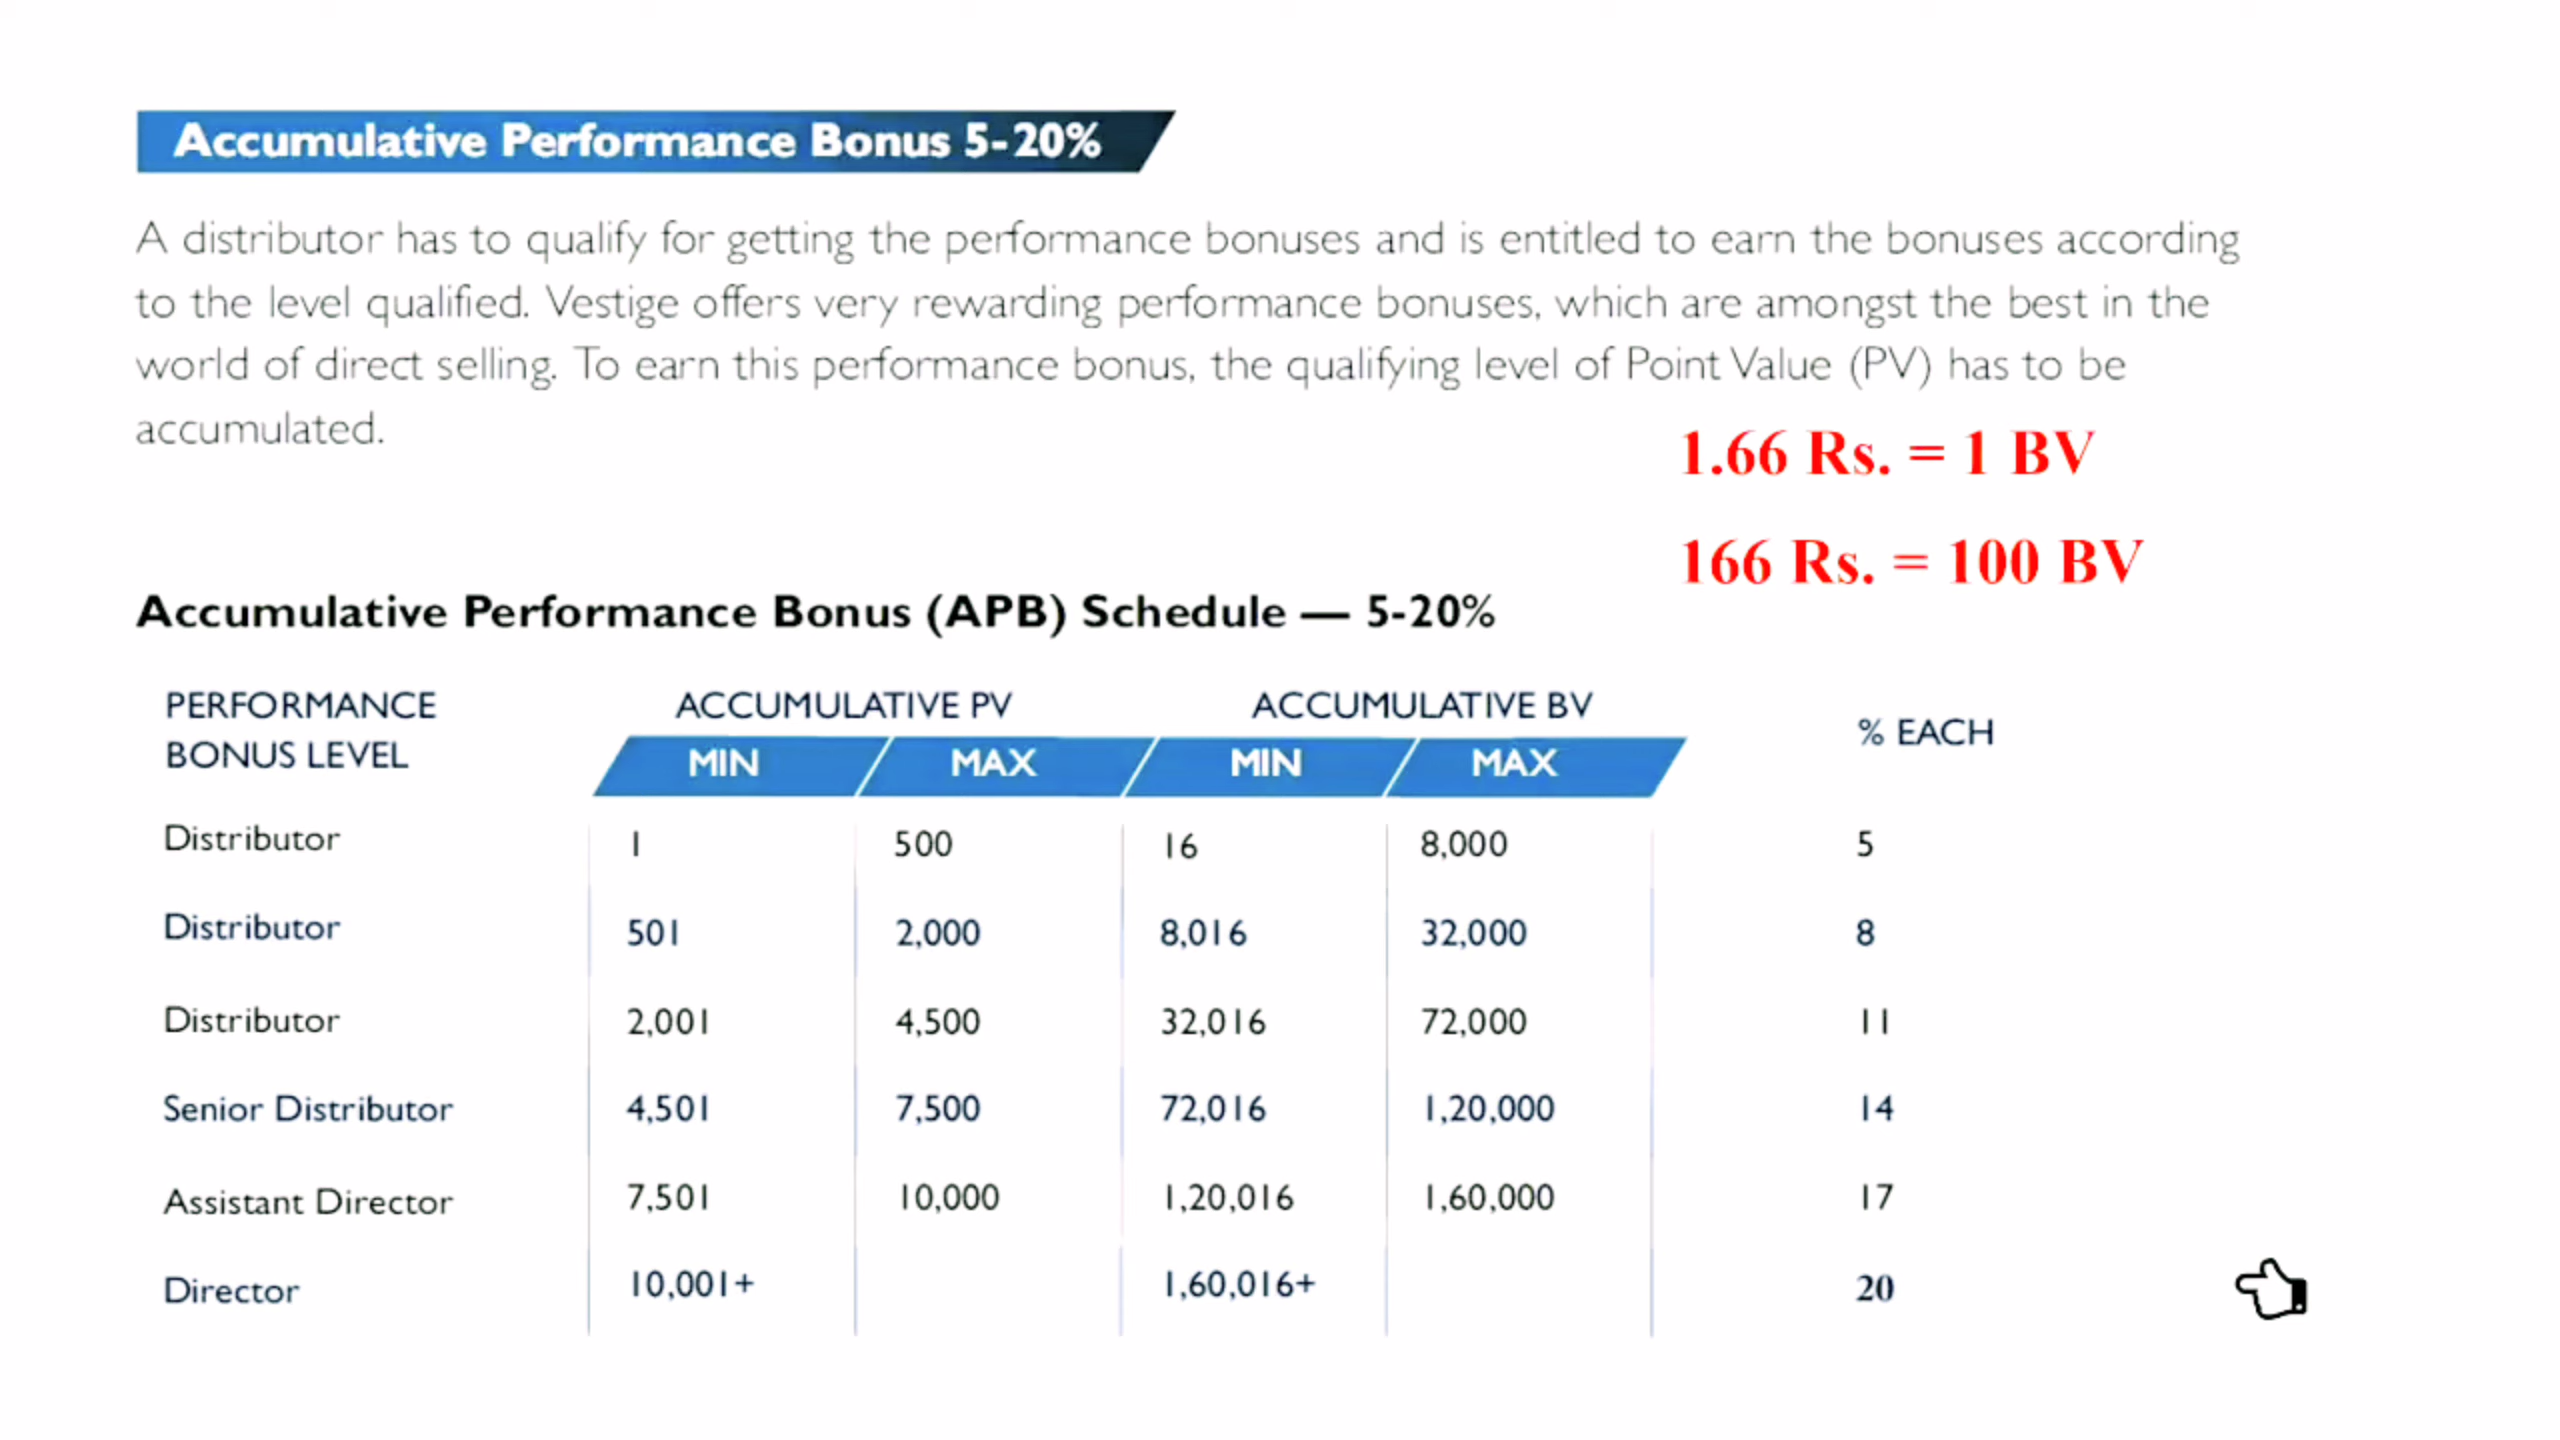 Accumulative Performance Bonus 5-20%
A distributor has to qualify for getting the performance bonuses and is entitled to earn the bonuses according
to the level qualified. Vestige offers very rewarding performance bonuses, which are amongst the best in the
world of direct selling. To earn this performance bonus, the qualifying level of Point Value (PV) has to be
accumulated.
1.66 Rs. = 1 BV
166 Rs. = 100 BV
Accumulative Performance Bonus (APB) Schedule — 5-20%
PERFORMANCE BONUS LEVEL ACCUMULATIVE PV ACCUMULATIVE BV % EACH
MIN MAX MIN MAX
Distributor 1 500 16 8,000 5
Distributor 501 2,000 8,016 32,000 8
Distributor 2,001 4,500 32,016 72,000 11
Senior Distributor 4,501 7,500 72,016 1,20,000 14
Assistant Director 7,501 10,000 1,20,016 1,60,000 17
Director 10,001+ 1,60,016+ 20